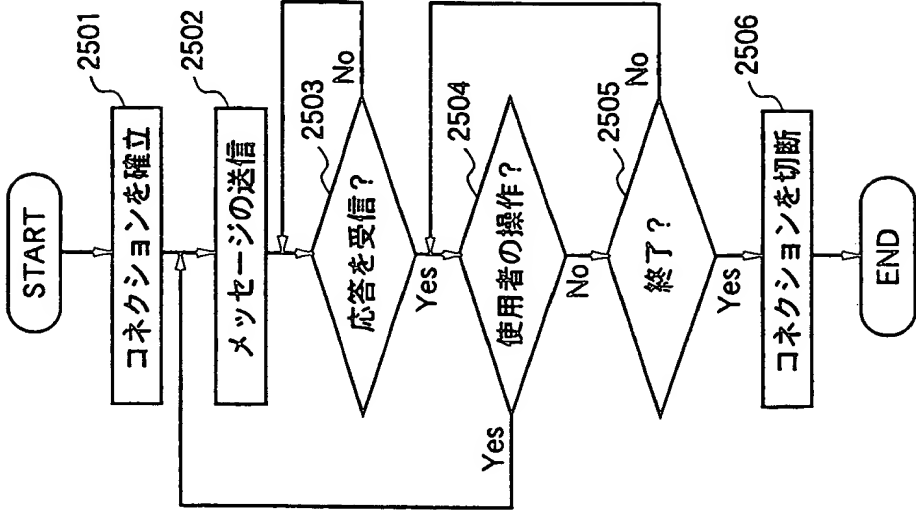 START
2501
コネクションを確立
2502
メッセージの送信
2503
応答を受信?
No
Yes
2504
使用者の操作?
Yes
No
2505
終了?
No
Yes
2506
コネクションを切断
END